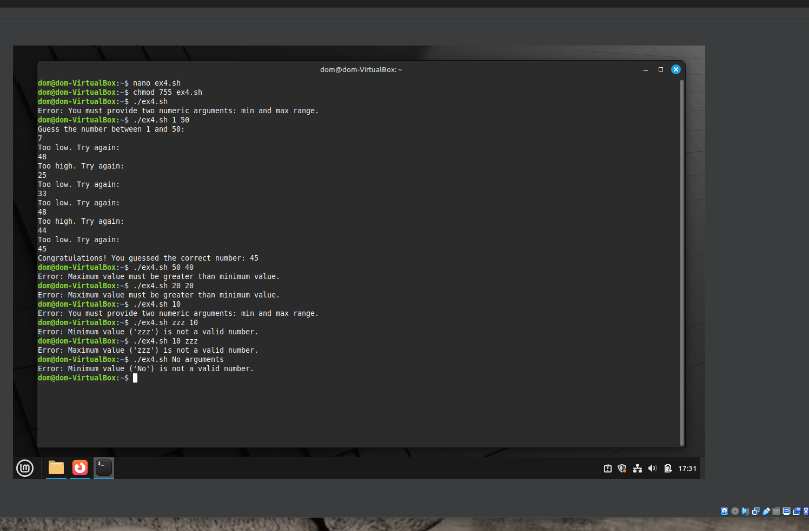 dom@dom-VirtualBox: ~
dom@dom-VirtualBox:~$ nano ex4.sh
dom@dom-VirtualBox:~$ chmod 755 ex4.sh
dom@dom-VirtualBox:~$ ./ex4.sh
Error: You must provide two numeric arguments: min and max range.
dom@dom-VirtualBox:~$ ./ex4.sh 1 50
Guess the number between 1 and 50:
7
Too low. Try again:
48
Too high. Try again:
25
Too low. Try again:
33
Too low. Try again:
48
Too high. Try again:
44
Too low. Try again:
45
Congratulations! You guessed the correct number: 45
dom@dom-VirtualBox:~$ ./ex4.sh 50 40
Error: Maximum value must be greater than minimum value.
dom@dom-VirtualBox:~$ ./ex4.sh 20 20
Error: Maximum value must be greater than minimum value.
dom@dom-VirtualBox:~$ ./ex4.sh 10
Error: You must provide two numeric arguments: min and max range.
dom@dom-VirtualBox:~$ ./ex4.sh zzz 10
Error: Minimum value ('zzz') is not a valid number.
dom@dom-VirtualBox:~$ ./ex4.sh 10 zzz
Error: Maximum value ('zzz') is not a valid number.
dom@dom-VirtualBox:~$ ./ex4.sh No arguments
Error: Minimum value ('No') is not a valid number.
dom@dom-VirtualBox:~$
17:31